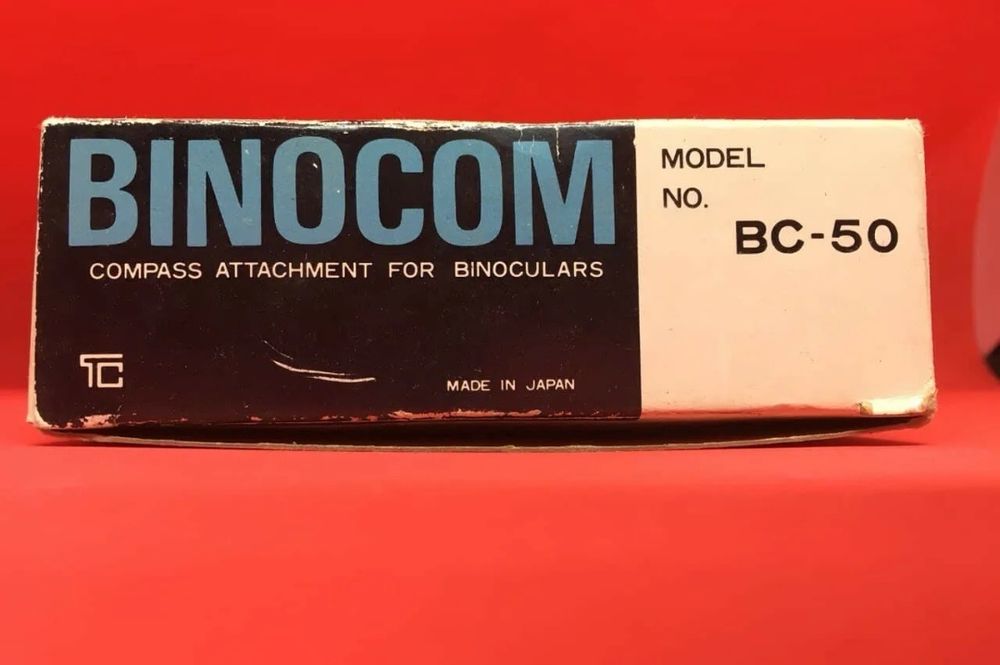 BINOCOM
COMPASS ATTACHMENT FOR BINOCULARS
TC
MADE IN JAPAN
MODEL
NO.
BC-50